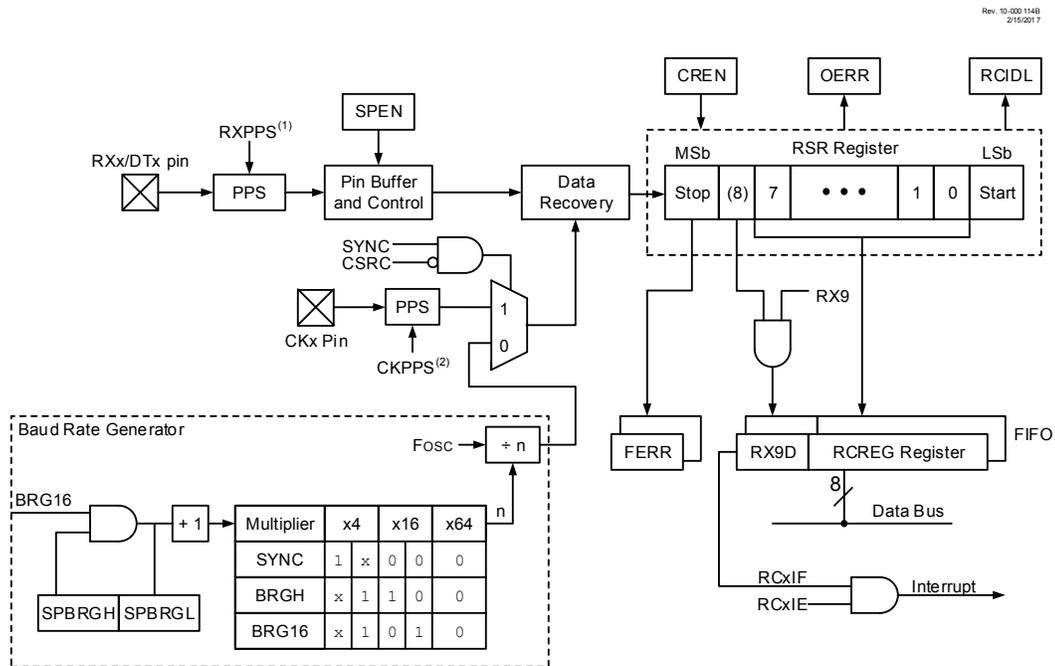 Rev. 10-000 114B
2/15/2017
CREN
OERR
RCIDL
SPEN
RXPPS(1)
RXx/DTx pin
MSb
RSR Register
LSb
PPS
Pin Buffer
and Control
Data
Recovery
Stop
(8)
7
• • •
1
0
Start
SYNC
CSRC
PPS
1
RX9
CKx Pin
0
CKPPS(2)
Baud Rate Generator
FOSC
÷ n
FERR
RX9D
RCREG Register
FIFO
8
BRG16
n
Data Bus
+ 1
Multiplier x4 x16 x64
SYNC 1 x 0 0 0
BRGH x 1 1 0 0
BRG16 x 1 0 1 0
SPBRGH
SPBRGL
RCxIF
RCxIE
Interrupt